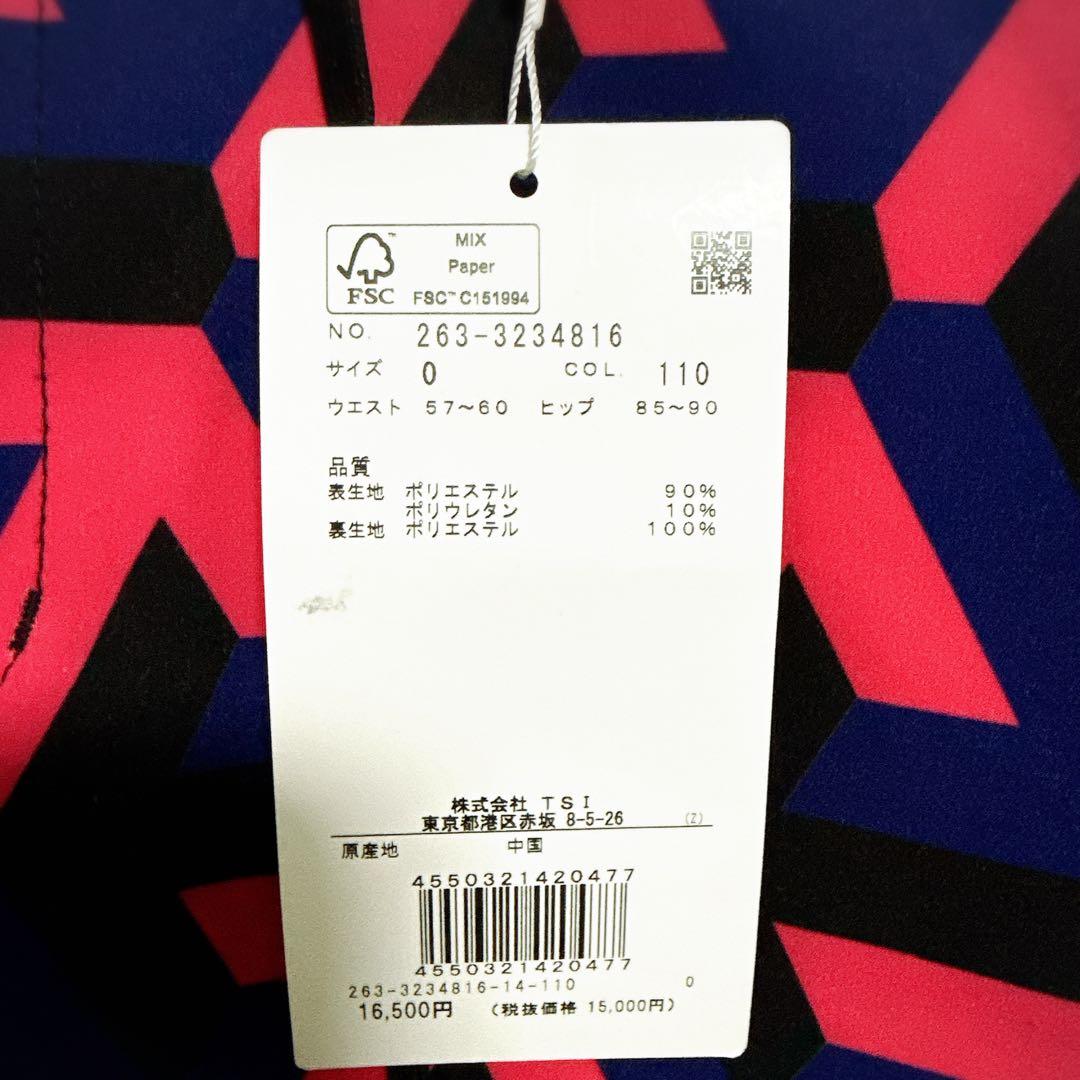 MIX
Paper
FSC™ C151994
FSC
NO. 263-3234816
サイズ 0 COL. 110
ウエスト 57～60 ヒップ 85～90
品質
表生地 ポリエステル 90%
ポリウレタン 10%
裏生地 ポリエステル 100%
株式会社 TSI
東京都港区赤坂 8-5-26 (Z)
原産地 中国
4550321420477
4550321420477
263-3234816-14-110 0
16,500円 (税抜価格 15,000円)